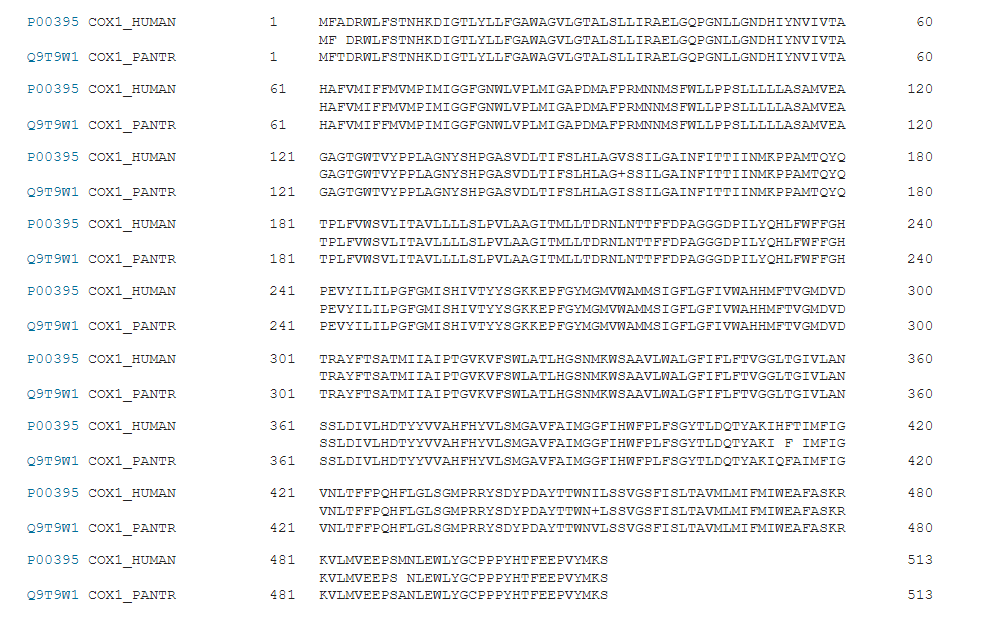 P00395 COX1_HUMAN 1 MFADRWLFSTNHKDIGTLYLLFGAWAGVLGTALSLLIRAELGQPGNLLGNDHIYNVIVTA 60
MF DRWLFSTNHKDIGTLYLLFGAWAGVLGTALSLLIRAELGQPGNLLGNDHIYNVIVTA
Q9T9W1 COX1_PANTR 1 MFTDRWLFSTNHKDIGTLYLLFGAWAGVLGTALSLLIRAELGQPGNLLGNDHIYNVIVTA 60
P00395 COX1_HUMAN 61 HAFVMIFFMVMPIMIGGFGNWLVPLMIGAPDMAFPRMNNMSFWLLPPSLLLLLASAMVEA 120
HAFVMIFFMVMPIMIGGFGNWLVPLMIGAPDMAFPRMNNMSFWLLPPSLLLLLASAMVEA
Q9T9W1 COX1_PANTR 61 HAFVMIFFMVMPIMIGGFGNWLVPLMIGAPDMAFPRMNNMSFWLLPPSLLLLLASAMVEA 120
P00395 COX1_HUMAN 121 GAGTGWTVYPPLAGNYSHPGASVDLTIFSLHLAGVSSILGAINFITTIINMKPPAMTQYQ 180
GAGTGWTVYPPLAGNYSHPGASVDLTIFSLHLAG+SSILGAINFITTIINMKPPAMTQYQ
Q9T9W1 COX1_PANTR 121 GAGTGWTVYPPLAGNYSHPGASVDLTIFSLHLAGISSILGAINFITTIINMKPPAMTQYQ 180
P00395 COX1_HUMAN 181 TPLFVWSVLITAVLLLLSLPVLAAGITMLLTDRNLNTTFFDPAGGGDPILYQHLFWFFGH 240
TPLFVWSVLITAVLLLLSLPVLAAGITMLLTDRNLNTTFFDPAGGGDPILYQHLFWFFGH
Q9T9W1 COX1_PANTR 181 TPLFVWSVLITAVLLLLSLPVLAAGITMLLTDRNLNTTFFDPAGGGDPILYQHLFWFFGH 240
P00395 COX1_HUMAN 241 PEVYILILPGFGMISHIVTYYSGKKEPFGYMGMVWAMMSIGFLGFIVWAHHMFTVGMDVD 300
PEVYILILPGFGMISHIVTYYSGKKEPFGYMGMVWAMMSIGFLGFIVWAHHMFTVGMDVD
Q9T9W1 COX1_PANTR 241 PEVYILILPGFGMISHIVTYYSGKKEPFGYMGMVWAMMSIGFLGFIVWAHHMFTVGMDVD 300
P00395 COX1_HUMAN 301 TRAYFTSATMIIAIPTGVKVFSWLATLHGSNMKWSAAVLWALGFIFLFTVGGLTGIVLAN 360
TRAYFTSATMIIAIPTGVKVFSWLATLHGSNMKWSAAVLWALGFIFLFTVGGLTGIVLAN
Q9T9W1 COX1_PANTR 301 TRAYFTSATMIIAIPTGVKVFSWLATLHGSNMKWSAAVLWALGFIFLFTVGGLTGIVLAN 360
P00395 COX1_HUMAN 361 SSLDIVLHDTYYVVAHFHYVLSMGAVFAIMGGFIHWFPLFSGYTLDQTYAKIHFTIMFIG 420
SSLDIVLHDTYYVVAHFHYVLSMGAVFAIMGGFIHWFPLFSGYTLDQTYAKI F IMFIG
Q9T9W1 COX1_PANTR 361 SSLDIVLHDTYYVVAHFHYVLSMGAVFAIMGGFIHWFPLFSGYTLDQTYAKIQFAIMFIG 420
P00395 COX1_HUMAN 421 VNLTFFPQHFLGLSGMPRRYSDYPDAYTTWNILSSVGSFISLTAVMLMIFMIWEAFASKR 480
VNLTFFPQHFLGLSGMPRRYSDYPDAYTTWN+LSSVGSFISLTAVMLMIFMIWEAFASKR
Q9T9W1 COX1_PANTR 421 VNLTFFPQHFLGLSGMPRRYSDYPDAYTTWNVLSSVGSFISLTAVMLMIFMIWEAFASKR 480
P00395 COX1_HUMAN 481 KVLMVEEPSMNLEWLYGCPPPYHTFEEPVYMKS 513
KVLMVEEPS NLEWLYGCPPPYHTFEEPVYMKS
Q9T9W1 COX1_PANTR 481 KVLMVEEPSANLEWLYGCPPPYHTFEEPVYMKS 513